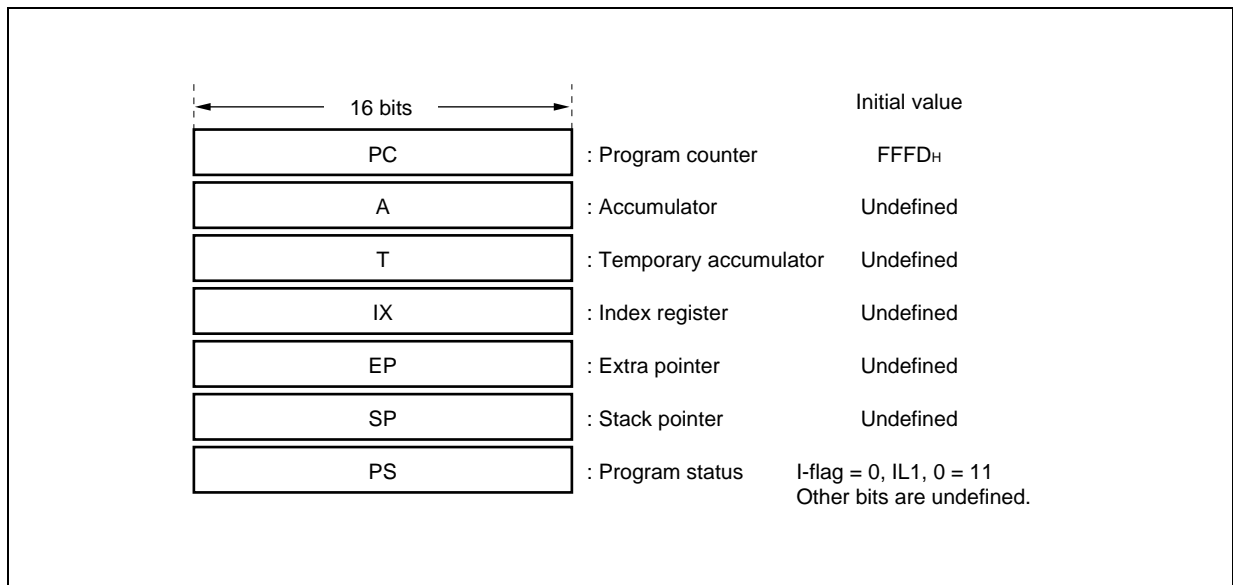 16 bits Initial value
PC : Program counter FFFDH
A : Accumulator Undefined
T : Temporary accumulator Undefined
IX : Index register Undefined
EP : Extra pointer Undefined
SP : Stack pointer Undefined
PS : Program status I-flag = 0, IL1, 0 = 11
Other bits are undefined.